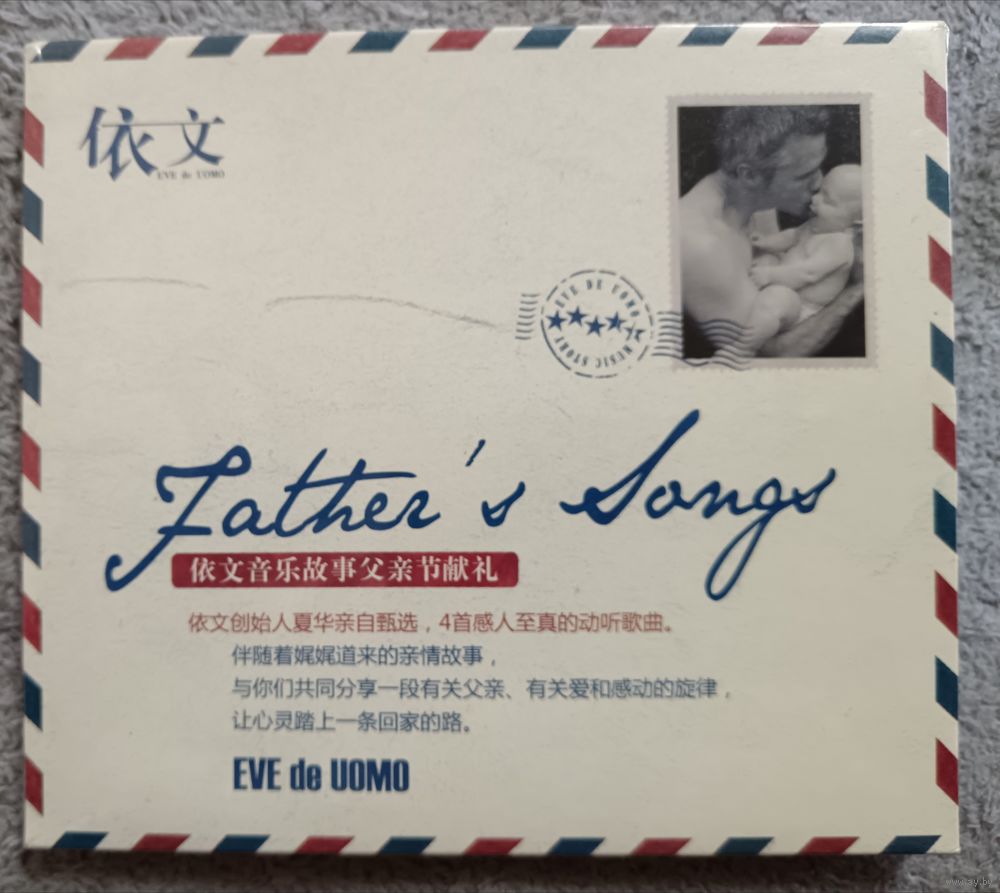 依文
EVE de UOMO
EVE DE UOMO
MUSIC STORY
Father's Songs
依文音乐故事父亲节献礼
依文创始人夏华亲自甄选，4首感人至真的动听歌曲。
伴随着娓娓道来的亲情故事，
与你们共同分享一段有关父亲、有关爱和感动的旋律，
让心灵踏上一条回家的路。
EVE de UOMO
www.ay.by